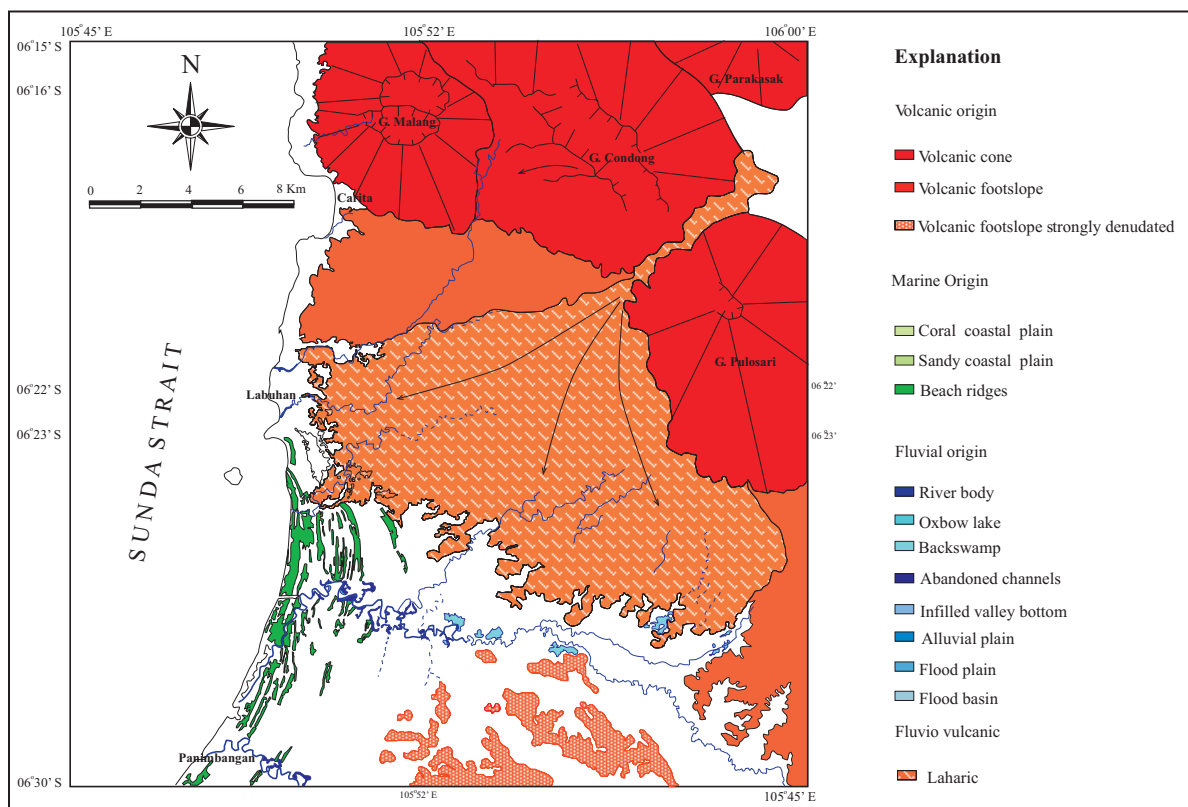 105°45' E
105°52' E
106°00' E
06°15' S
06°16' S
N
0 2 4 6 8 Km
G. Parakasak
G. Malang
G. Condong
Carita
G. Pulosari
SUNDA STRAIT
Labuhan
06°22' S
06°22'
06°23' S
06°23'
Panimbangan
06°30' S
105°52' E
105°45' E
Explanation
Volcanic origin
Volcanic cone
Volcanic footslope
Volcanic footslope strongly denudated
Marine Origin
Coral coastal plain
Sandy coastal plain
Beach ridges
Fluvial origin
River body
Oxbow lake
Backswamp
Abandoned channels
Infilled valley bottom
Alluvial plain
Flood plain
Flood basin
Fluvio vulcanic
Laharic